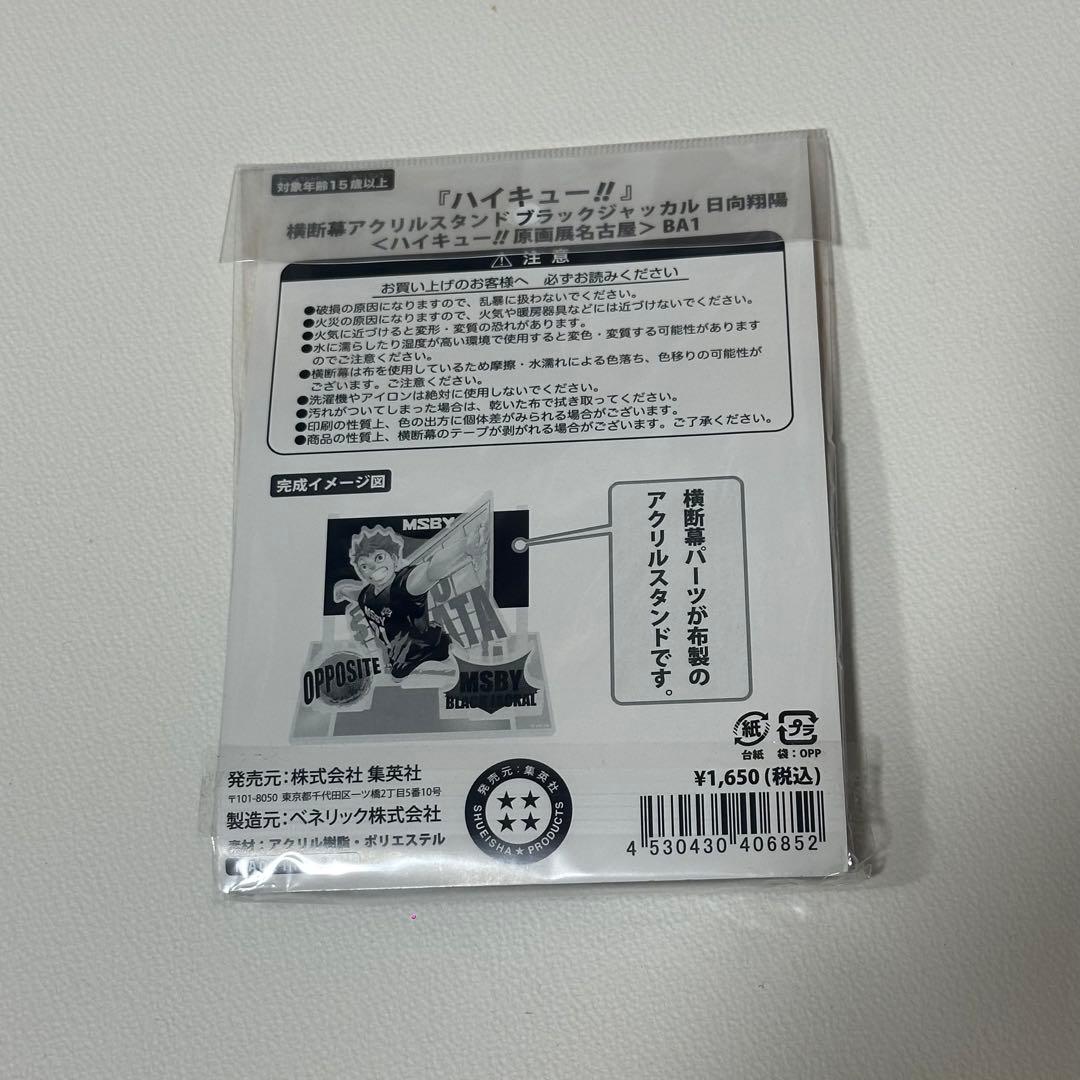 対象年齢15歳以上
『ハイキュー!!』
横断幕アクリルスタンド ブラックジャッカル 日向翔陽
<ハイキュー!! 原画展名古屋> BA1
注意
お買い上げのお客様へ 必ずお読みください
●破損の原因になりますので、乱暴に扱わないでください。
●火災の原因になりますので、火気や暖房器具などには近づけないでください。
●火気に近づけると変形・変質の恐れがあります。
●水に濡らしたり湿度が高い環境で使用すると変色・変質する可能性があります
のでご注意ください。
●横断幕は布を使用しているため摩擦・水濡れによる色落ち、色移りの可能性が
ございます。ご注意ください。
●洗濯機やアイロンは絶対に使用しないでください。
●汚れがついてしまった場合は、乾いた布で拭き取ってください。
●印刷の性質上、色の出方に個体差がみられる場合がございます。
●商品の性質上、横断幕のテープが剥がれる場合がございます。ご了承ください。
完成イメージ図
横断幕パーツが布製の
アクリルスタンドです。
MSBY
OPPOSITE
MSBY
BLACK JACKAL
紙
台紙
プラ
袋:OPP
発売元:株式会社 集英社
〒101-8050 東京都千代田区一ツ橋2丁目5番10号
製造元:ベネリック株式会社
素材:アクリル樹脂・ポリエステル
発売元:集英社
SHUEISHA★PRODUCTS
¥1,650(税込)
4 530430 406852